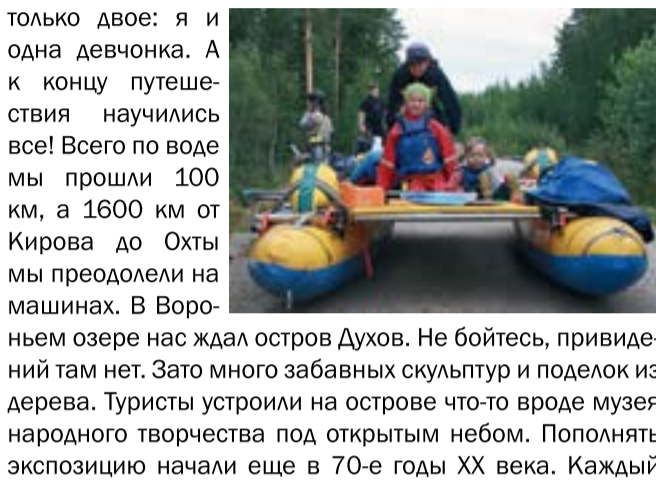 только двое: я и
одна девчонка. А
к концу путеше-
ствия научились
все! Всего по воде
мы прошли 100
км, а 1600 км от
Кирова до Охты
мы преодолели на
машинах. В Воро-
ньем озере нас ждал остров Духов. Не бойтесь, привиде-
ний там нет. Зато много забавных скульптур и поделок из
дерева. Туристы устроили на острове что-то вроде музея
народного творчества под открытым небом. Пополнять
экспозицию начали еще в 70-е годы XX века. Каждый